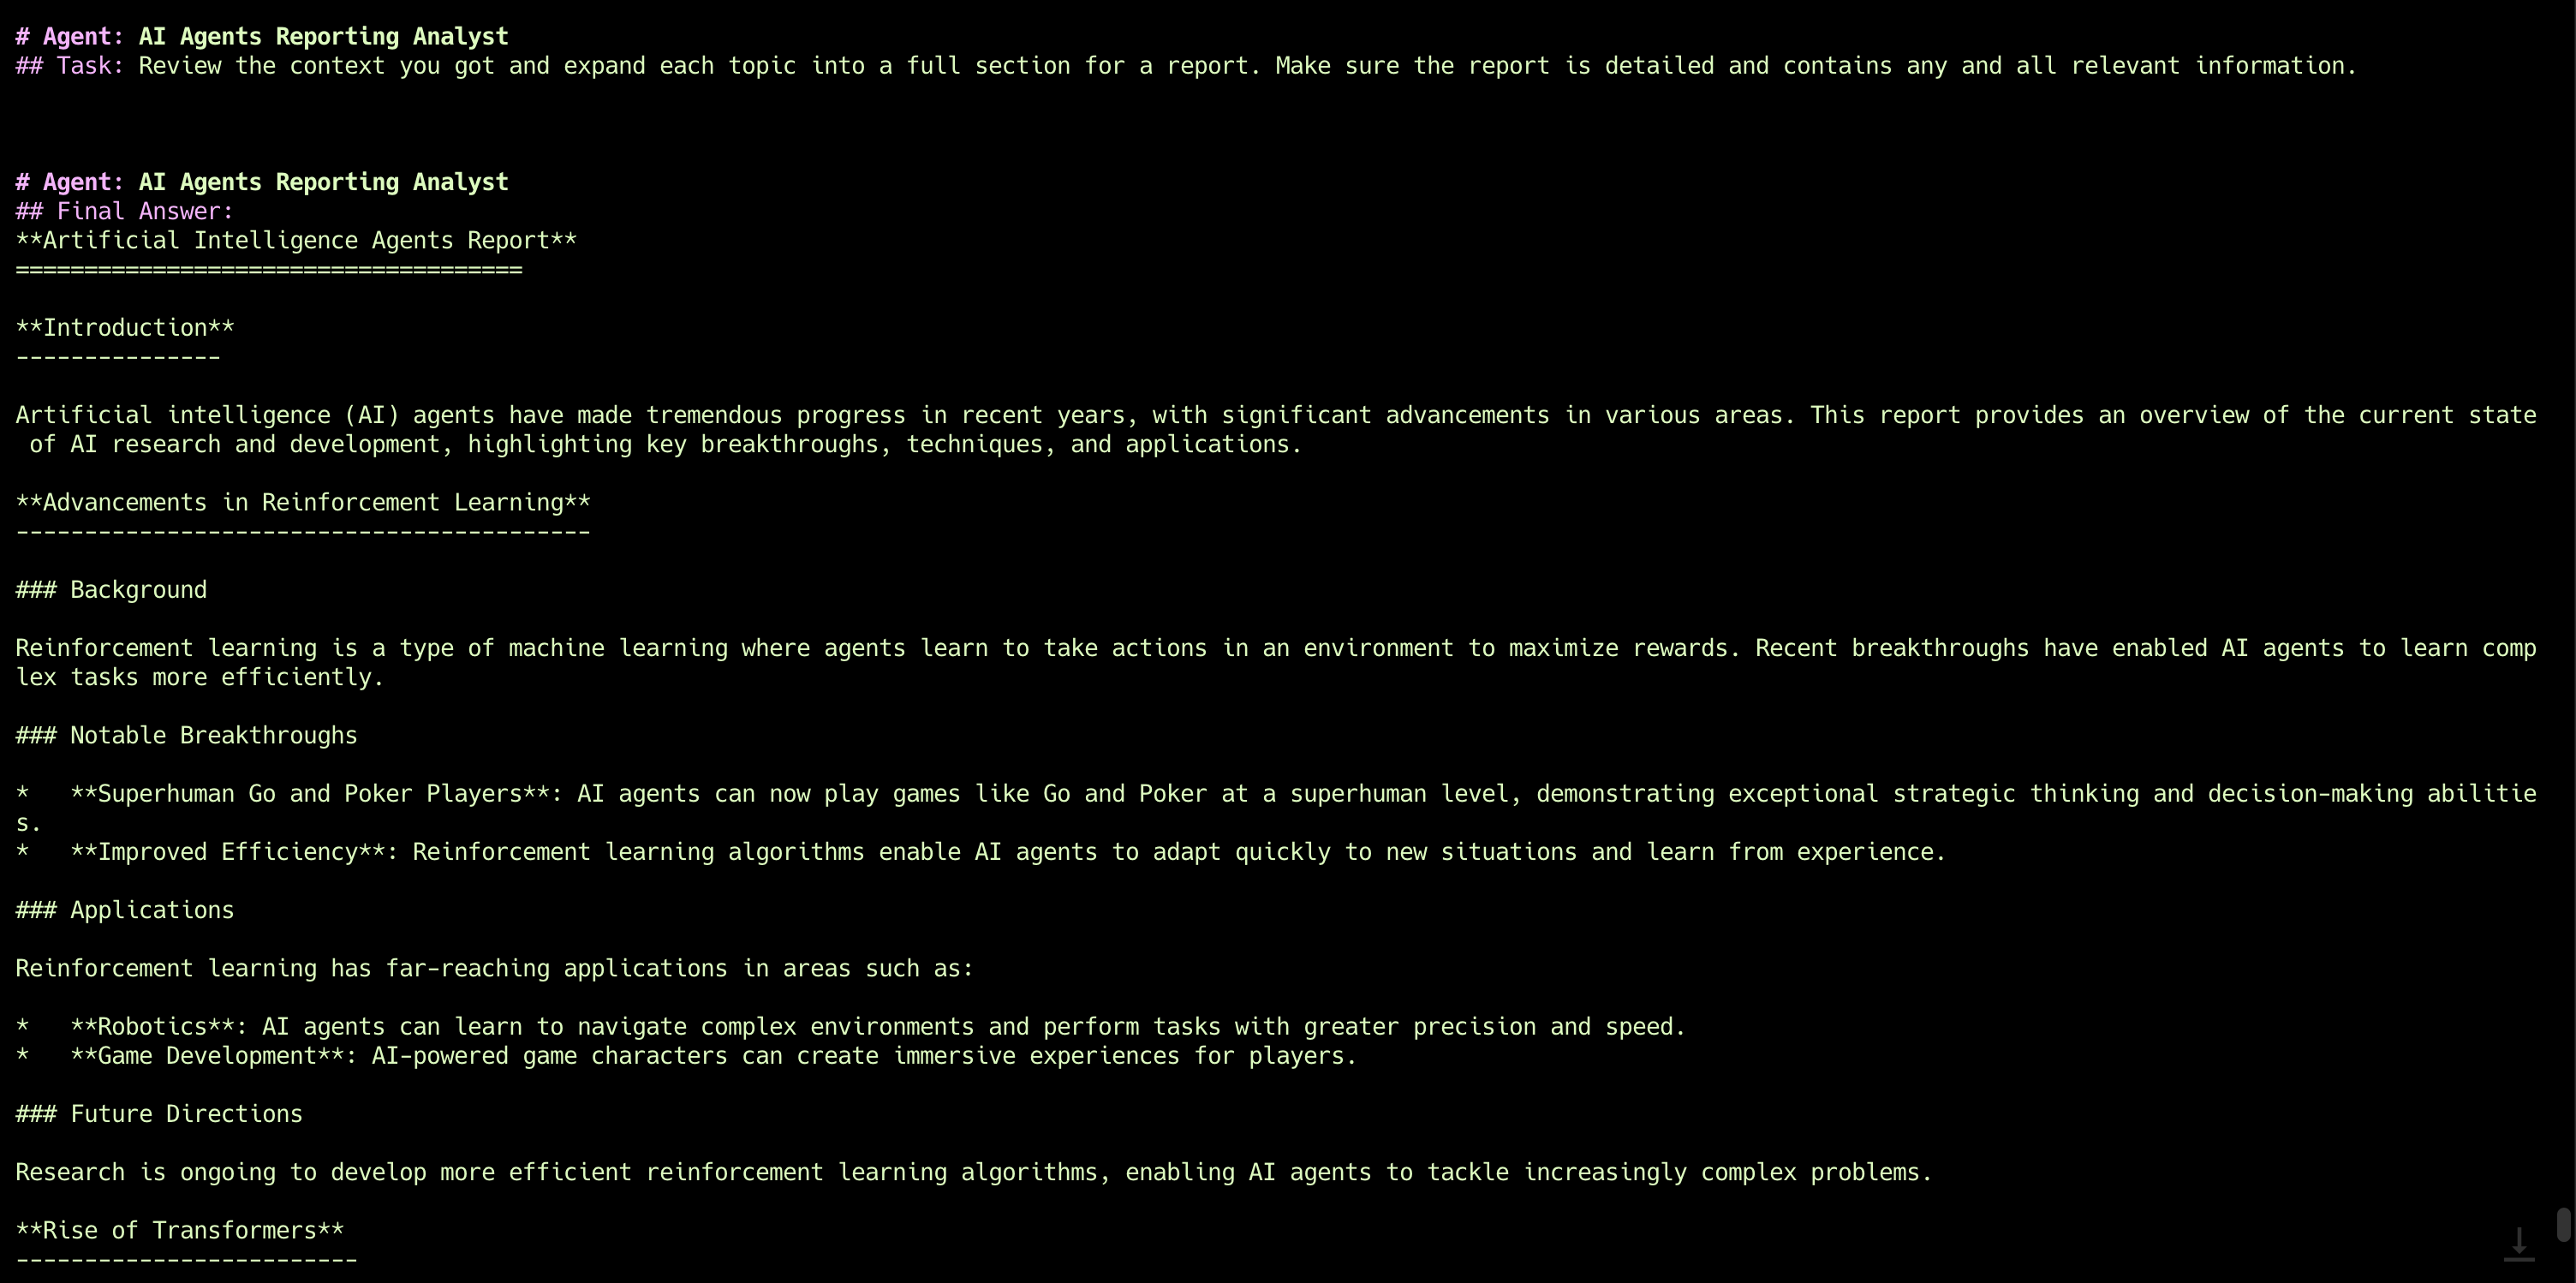 # Agent: AI Agents Reporting Analyst
## Task: Review the context you got and expand each topic into a full section for a report. Make sure the report is detailed and contains any and all relevant information.
# Agent: AI Agents Reporting Analyst
## Final Answer:
**Artificial Intelligence Agents Report**
=====================================
**Introduction**
---------------
Artificial intelligence (AI) agents have made tremendous progress in recent years, with significant advancements in various areas. This report provides an overview of the current state
of AI research and development, highlighting key breakthroughs, techniques, and applications.
**Advancements in Reinforcement Learning**
------------------------------------------
### Background
Reinforcement learning is a type of machine learning where agents learn to take actions in an environment to maximize rewards. Recent breakthroughs have enabled AI agents to learn comp
lex tasks more efficiently.
### Notable Breakthroughs
*   **Superhuman Go and Poker Players**: AI agents can now play games like Go and Poker at a superhuman level, demonstrating exceptional strategic thinking and decision-making abilitie
s.
*   **Improved Efficiency**: Reinforcement learning algorithms enable AI agents to adapt quickly to new situations and learn from experience.
### Applications
Reinforcement learning has far-reaching applications in areas such as:
*   **Robotics**: AI agents can learn to navigate complex environments and perform tasks with greater precision and speed.
*   **Game Development**: AI-powered game characters can create immersive experiences for players.
### Future Directions
Research is ongoing to develop more efficient reinforcement learning algorithms, enabling AI agents to tackle increasingly complex problems.
**Rise of Transformers**
-------------------------